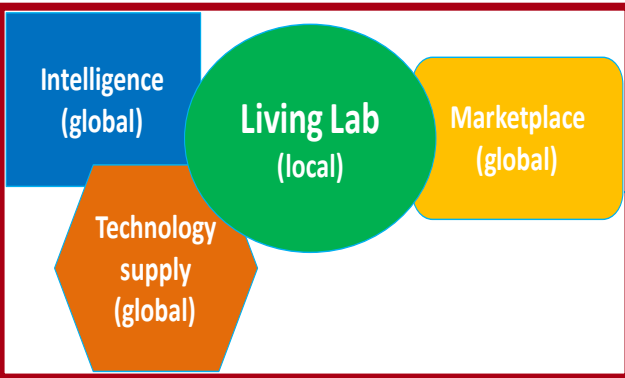 Intelligence
(global)
Living Lab
(local)
Marketplace
(global)
Technology
supply
(global)